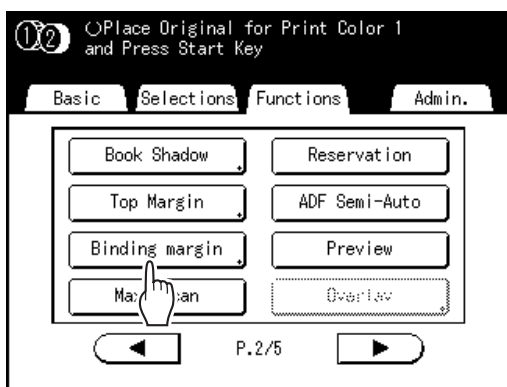 ①② Place Original for Print Color 1
and Press Start Key
Basic Selections Functions Admin.
Book Shadow Reservation
Top Margin ADF Semi-Auto
Binding margin Preview
Overlay
P.2/5